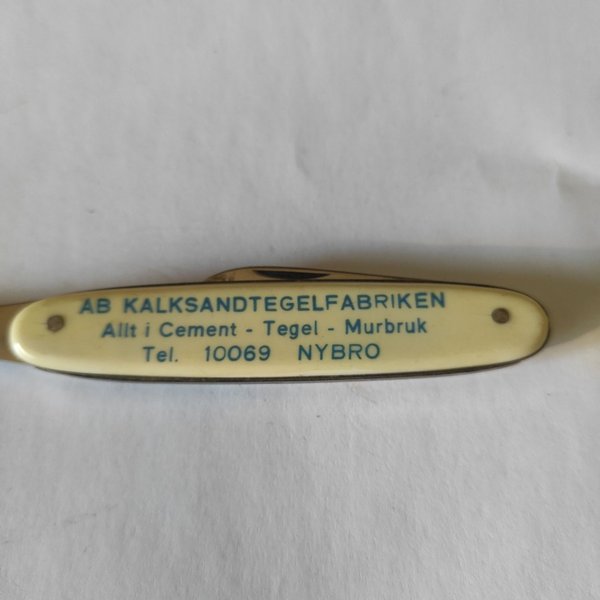 AB KALKSANDTEGELFABRIKEN
Allt i Cement - Tegel - Murbruk
Tel. 10069 NYBRO